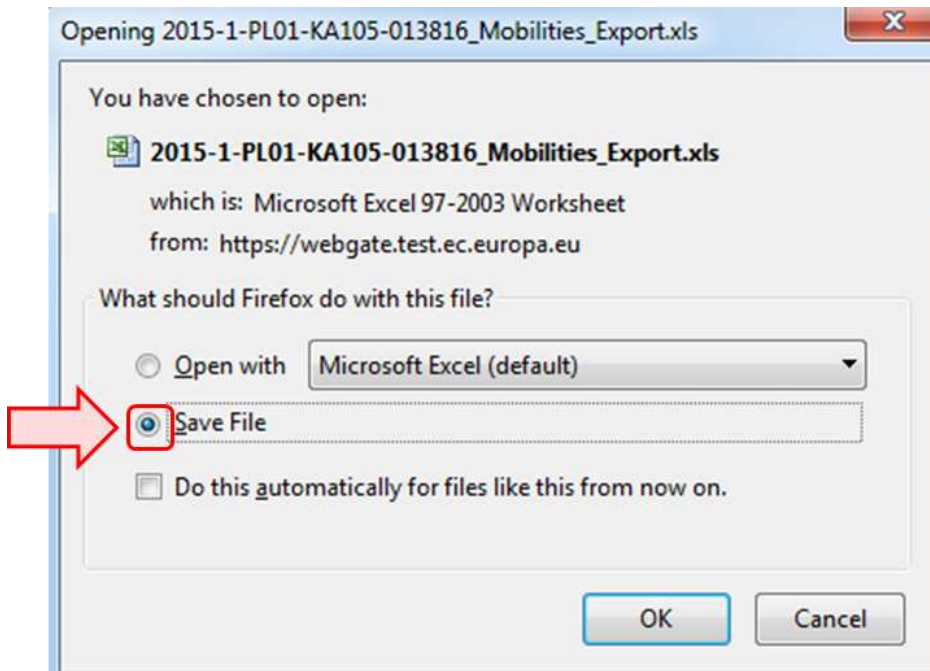 Opening 2015-1-PL01-KA105-013816_Mobilities_Export.xls
You have chosen to open:
2015-1-PL01-KA105-013816_Mobilities_Export.xls
which is: Microsoft Excel 97-2003 Worksheet
from: https://webgate.test.ec.europa.eu
What should Firefox do with this file?
Open with Microsoft Excel (default)
Save File
Do this automatically for files like this from now on.
OK Cancel